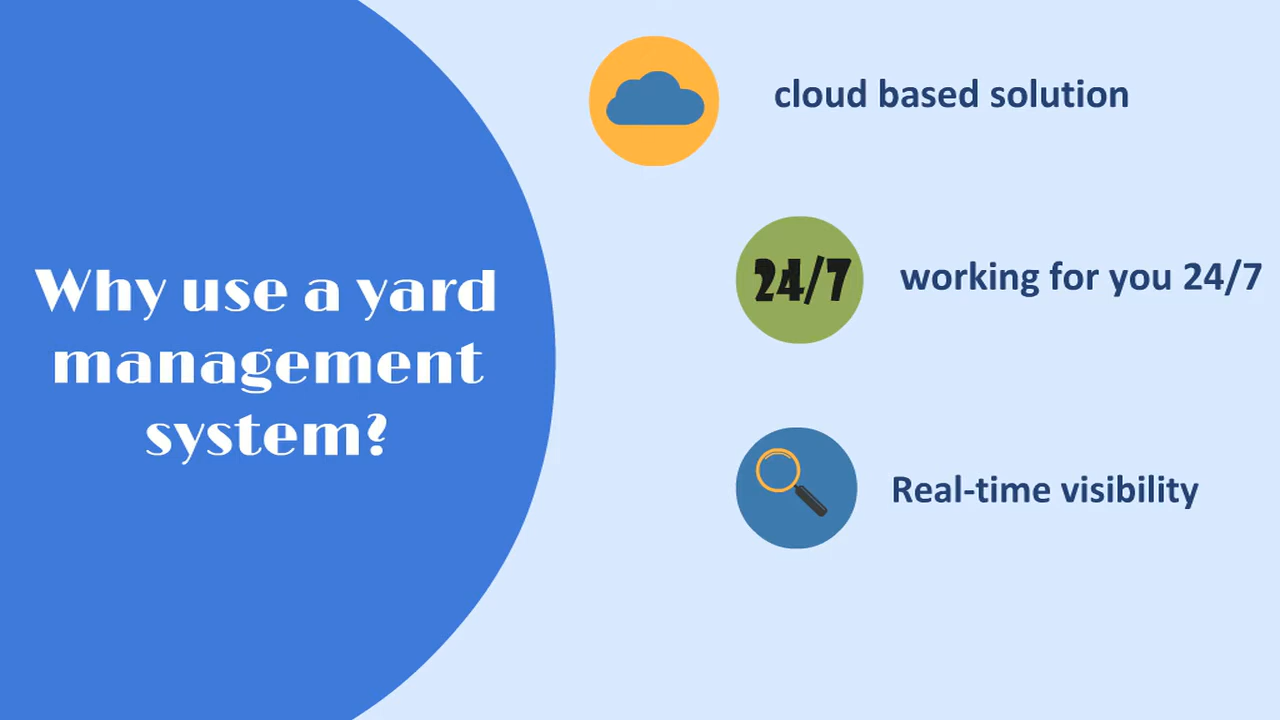 Why use a yard
management
system?
cloud based solution
24/7
working for you 24/7
Real-time visibility